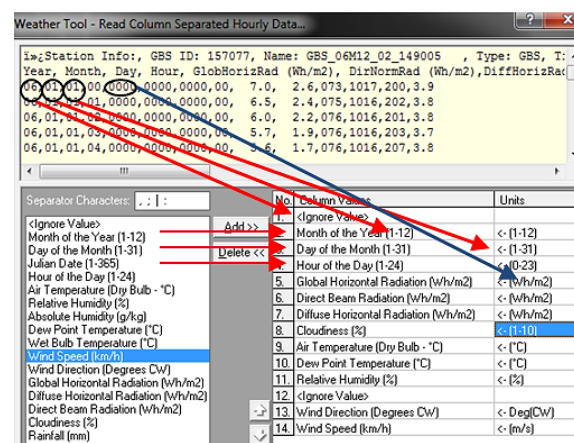 Weather Tool - Read Column Separated Hourly Data...
ï»¿Station Info:, GBS ID: 157077, Name: GBS_06M12_02_149005 , Type: GBS, T:
Year, Month, Day, Hour, GlobHorizRad (Wh/m2), DirNormRad (Wh/m2),DiffHorizRad
06,01,01,00,0000,0000,0000,00, 7.0, 2.6,073,1017,200,3.9
01,0000,0000,0000,00, 6.5, 2.4,075,1016,202,3.8
06,01,01,02,0000,0000,0000,00, 6.0, 2.2,076,1016,201,3.8
06,01,01,03,0000,0000,0000,00, 5.7, 1.9,076,1016,203,3.7
06,01,01,04,0000,0000,0000,00, 1.7,076,1016,207,3.8
Separator Characters: , ; | :
<Ignore Value>
Month of the Year (1-12)
Day of the Month (1-31)
Julian Date (1-365)
Hour of the Day (1-24)
Air Temperature (Dry Bulb - °C)
Relative Humidity (%)
Absolute Humidity (g/kg)
Dew Point Temperature (°C)
Wet Bulb Temperature (°C)
Wind Speed (km/h)
Wind Direction (Degrees CW)
Global Horizontal Radiation (Wh/m2)
Diffuse Horizontal Radiation (Wh/m2)
Direct Beam Radiation (Wh/m2)
Cloudiness (%)
Rainfall (mm)
Add >>
Delete <<
No. Column Values Units
1. <Ignore Value>
Month of the Year (1-12) <- (1-12)
Day of the Month (1-31) <- (1-31)
Hour of the Day (1-24) <- (0-23)
5. Global Horizontal Radiation (Wh/m2) <- (Wh/m2)
6. Direct Beam Radiation (Wh/m2) <- (Wh/m2)
7. Diffuse Horizontal Radiation (Wh/m2) <- (Wh/m2)
8. Cloudiness (%) <- (1-10)
9. Air Temperature (Dry Bulb - °C) <- (°C)
10. Dew Point Temperature (°C) <- (°C)
11. Relative Humidity (%) <- (%)
12. <Ignore Value>
13. Wind Direction (Degrees CW) <- Deg(CW)
14. Wind Speed (km/h) <- (m/s)